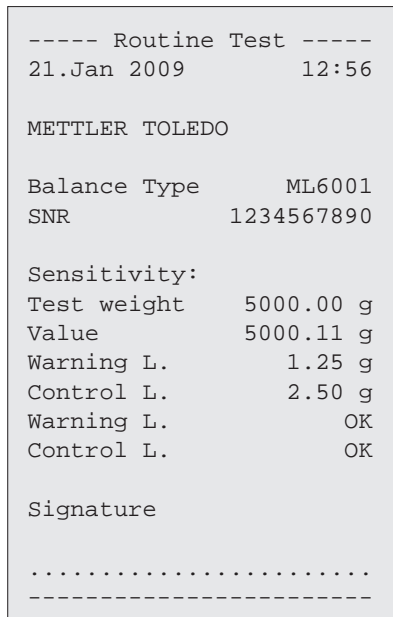 ----- Routine Test -----
21.Jan 2009 12:56
METTLER TOLEDO
Balance Type ML6001
SNR 1234567890
Sensitivity:
Test weight 5000.00 g
Value 5000.11 g
Warning L. 1.25 g
Control L. 2.50 g
Warning L. OK
Control L. OK
Signature
........................
------------------------